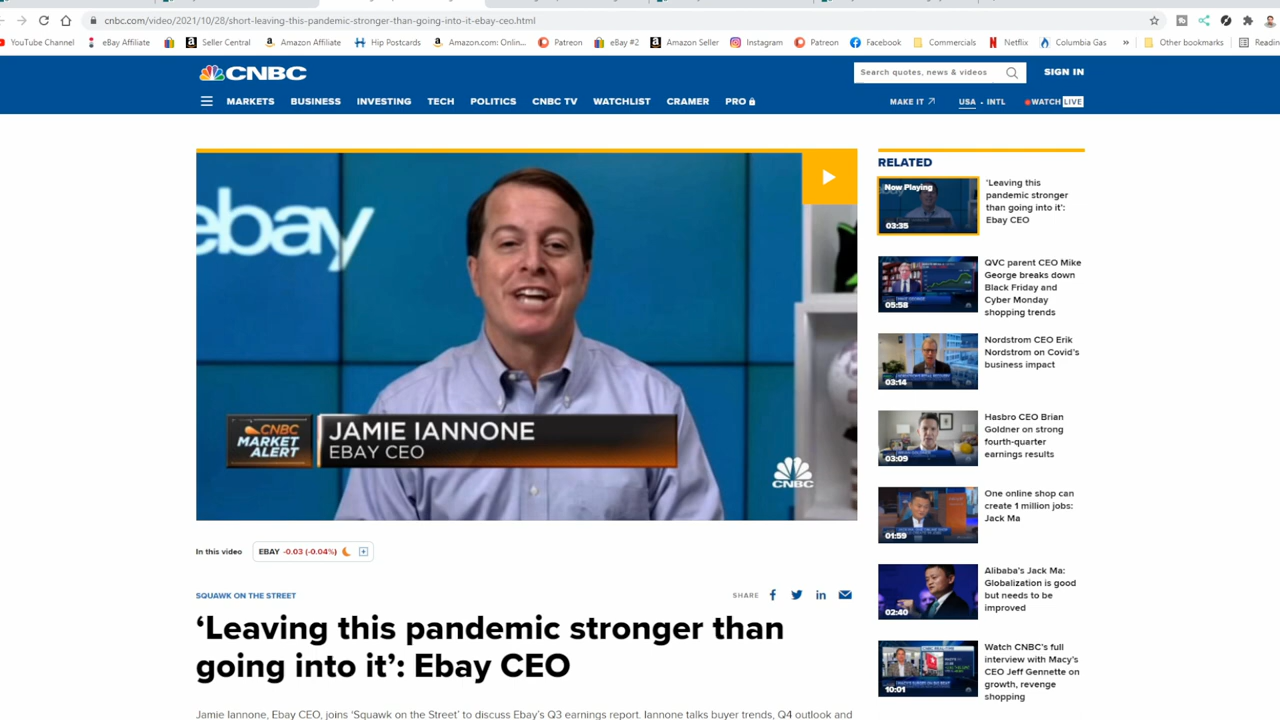 cnbc.com/video/2021/10/28/short-leaving-this-pandemic-stronger-than-going-into-it-ebay-ceo.html
YouTube Channel eBay Affiliate Seller Central Amazon Affiliate Hip Postcards Amazon.com: Onlin... Patreon eBay #2 Amazon Seller Instagram Patreon Facebook Commercials Netflix Columbia Gas » Other bookmarks
CNBC
Search quotes, news & videos
SIGN IN
MARKETS BUSINESS INVESTING TECH POLITICS CNBC TV WATCHLIST CRAMER PRO
MAKE IT USA • INTL WATCH LIVE
ebay
CNBC
MARKET
ALERT
JAMIE IANNONE
EBAY CEO
CNBC
In this video EBAY -0.03 (-0.04%)
SQUAWK ON THE STREET
SHARE
‘Leaving this pandemic stronger than
going into it’: Ebay CEO
Jamie Iannone, Ebay CEO, joins ‘Squawk on the Street’ to discuss Ebay’s Q3 earnings report. Iannone talks buyer trends, Q4 outlook and
RELATED
Now Playing
03:35
‘Leaving this
pandemic stronger
than going into it’:
Ebay CEO
05:58
QVC parent CEO Mike
George breaks down
Black Friday and
Cyber Monday
shopping trends
03:14
Nordstrom CEO Erik
Nordstrom on Covid’s
business impact
03:09
Hasbro CEO Brian
Goldner on strong
fourth-quarter
earnings results
01:59
One online shop can
create 1 million jobs:
Jack Ma
02:40
Alibaba’s Jack Ma:
Globalization is good
but needs to be
improved
10:01
Watch CNBC’s full
interview with Macy’s
CEO Jeff Gennette on
growth, revenge
shopping